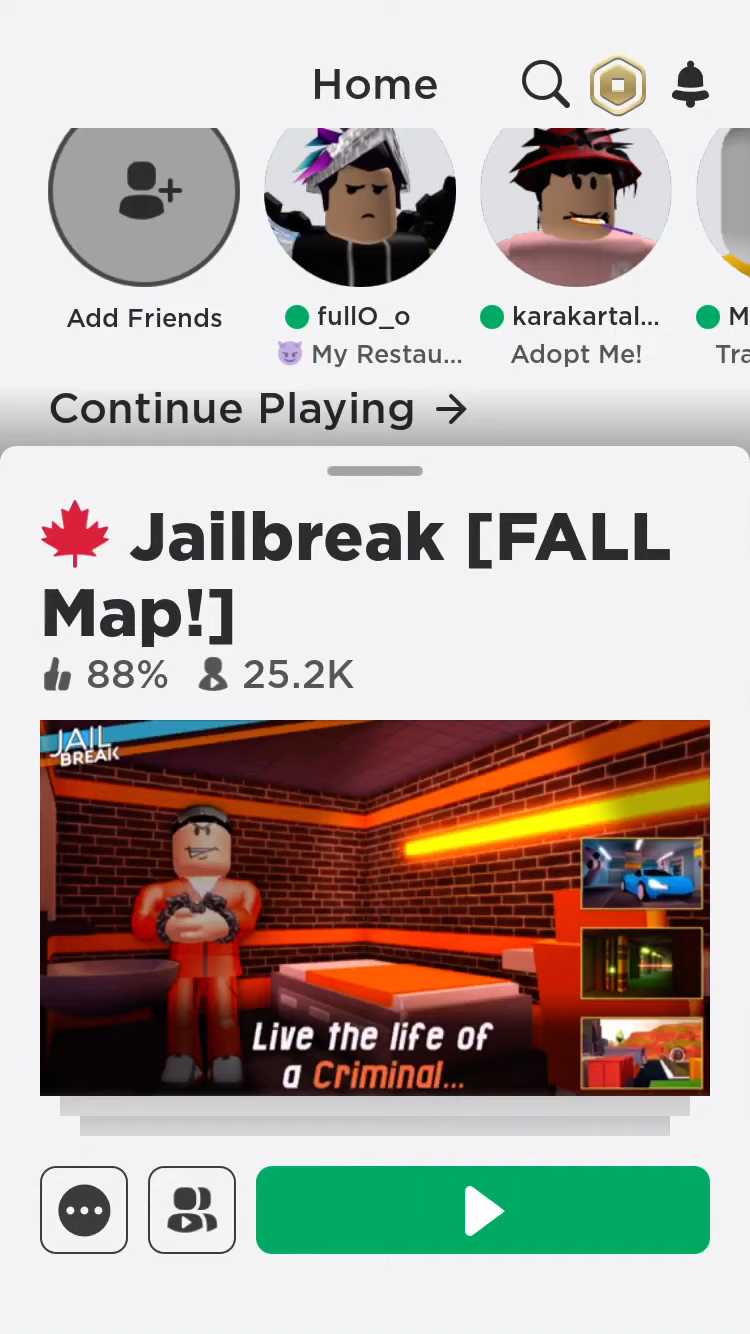 Home
Add Friends
fullO_o
karakartal...
M
😈 My Restau...
Adopt Me!
Tra
Continue Playing →
🍁 Jailbreak [FALL
Map!]
88% 25.2K
JAIL
BREAK
Live the life of
a Criminal...